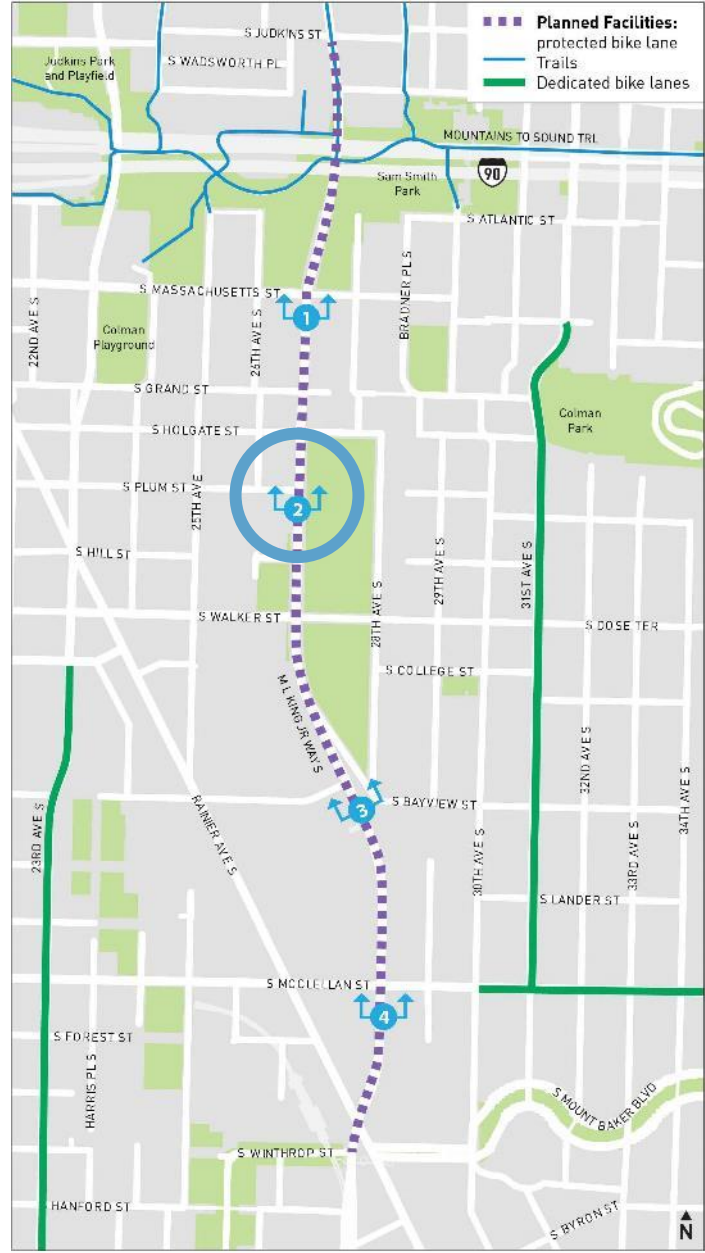 Planned Facilities:
protected bike lane
Trails
Dedicated bike lanes
S JUDKINS ST
Judkins Park
and Playfield
S WADSWORTH PL
MOUNTAINS TO SOUND TRL
90
Sam Smith
Park
S ATLANTIC ST
S MASSACHUSETTS ST
1
BRADNER PL S
22ND AVE S
Colman
Playground
26TH AVE S
S GRAND ST
Colman
Park
S HOLGATE ST
S PLUM ST
2
25TH AVE
S HILL ST
28TH AVE S
29TH AVE S
31ST AVE S
S WALKER ST
S DOSE TER
S COLLEGE ST
M L KING JR WAY S
32ND AVE S
33RD AVE S
34TH AVE S
3
S BAYVIEW ST
23RD AVE S
RAINIER AVE S
30TH AVE S
S LANDER ST
S MCCLELLAN ST
4
S FOREST ST
HARRIS PL S
S MOUNT BAKER BLVD
S WINTHROP ST
S HANFORD ST
S BYRON ST
N